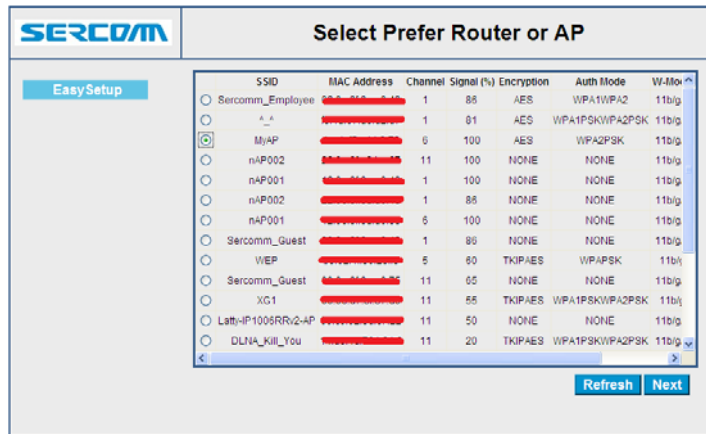 SERCOMM
Select Prefer Router or AP
EasySetup
SSID MAC Address Channel Signal (%) Encryption Auth Mode W-Mo
Sercomm_Employee 1 86 AES WPA1WPA2 11b/g
^_^ 1 81 AES WPA1PSKWPA2PSK 11b/g
MyAP 6 100 AES WPA2PSK 11b/g
nAP002 11 100 NONE NONE 11b/g
nAP001 1 100 NONE NONE 11b/g
nAP002 1 86 NONE NONE 11b/g
nAP001 6 100 NONE NONE 11b/g
Sercomm_Guest 1 86 NONE NONE 11b/g
WEP 5 60 TKIPAES WPAPSK 11b/
Sercomm_Guest 11 65 NONE NONE 11b/g
XG1 11 55 TKIPAES WPA1PSKWPA2PSK 11b/
Latty-IP1006RRv2-AP 11 50 NONE NONE 11b/g
DLNA_Kill_You 11 20 TKIPAES WPA1PSKWPA2PSK 11b/g
Refresh Next